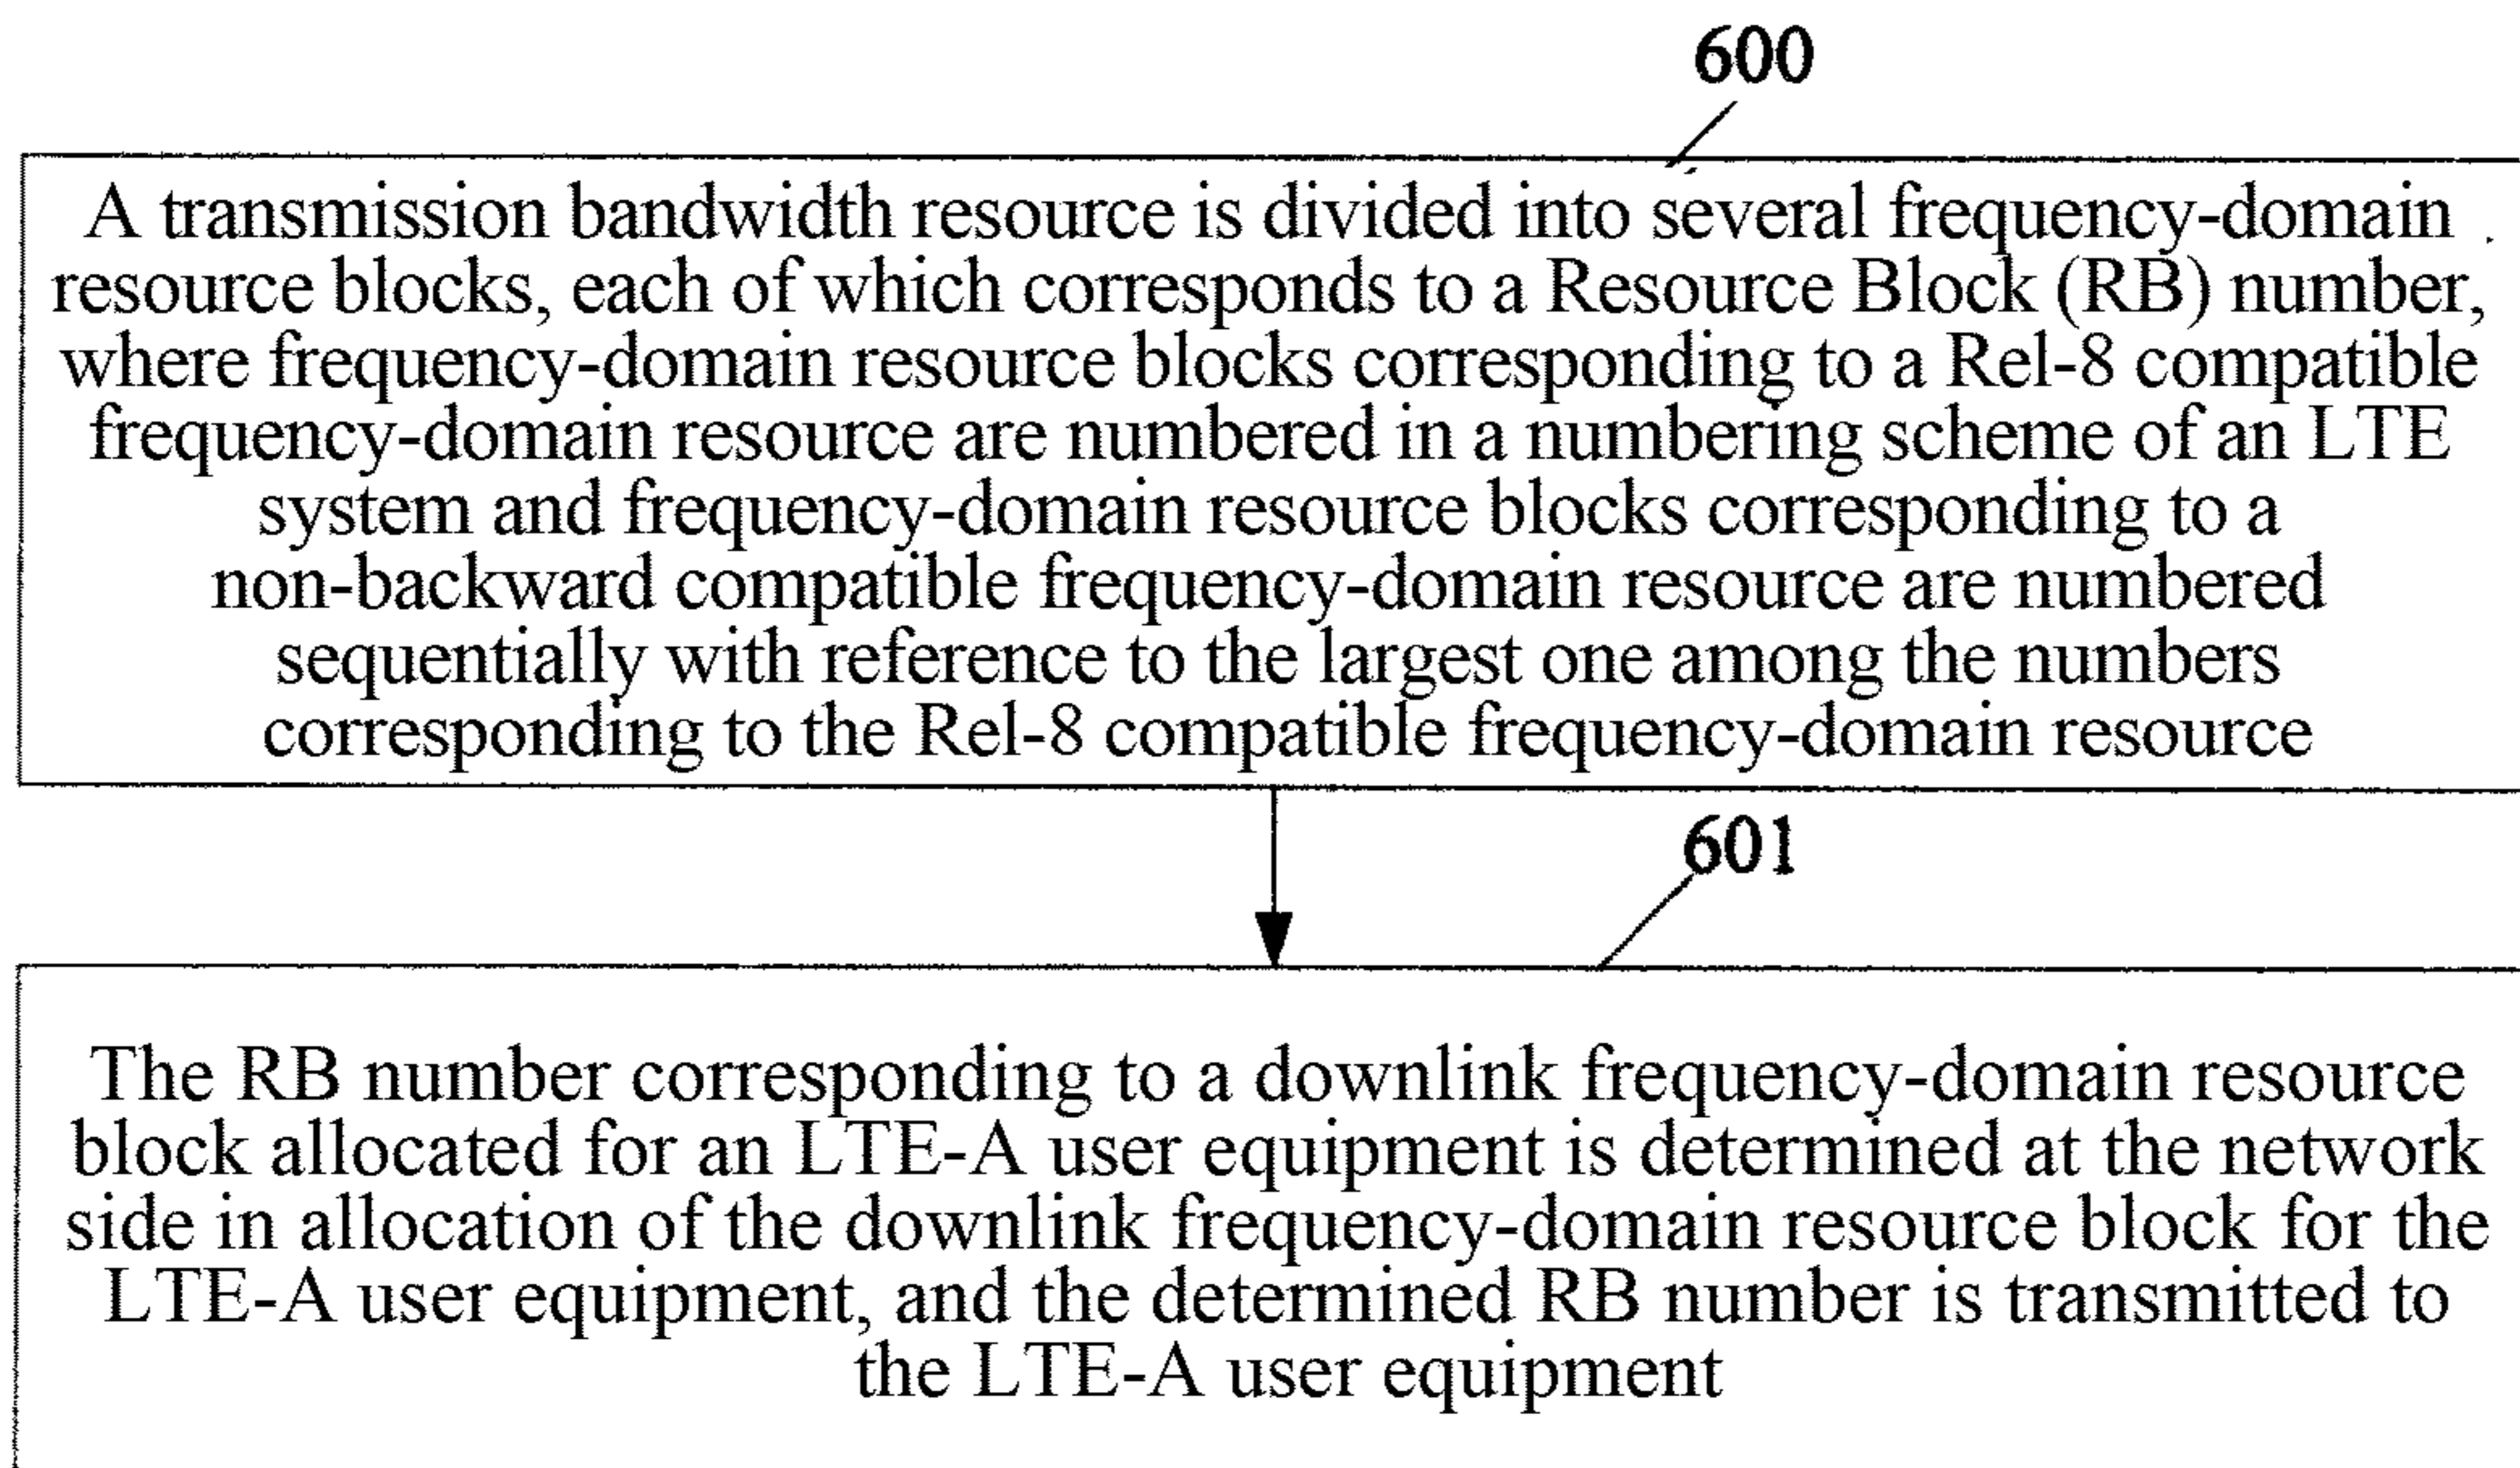 600
A transmission bandwidth resource is divided into several frequency-domain
resource blocks, each of which corresponds to a Resource Block (RB) number,
where frequency-domain resource blocks corresponding to a Rel-8 compatible
frequency-domain resource are numbered in a numbering scheme of an LTE
system and frequency-domain resource blocks corresponding to a
non-backward compatible frequency-domain resource are numbered
sequentially with reference to the largest one among the numbers
corresponding to the Rel-8 compatible frequency-domain resource
601
The RB number corresponding to a downlink frequency-domain resource
block allocated for an LTE-A user equipment is determined at the network
side in allocation of the downlink frequency-domain resource block for the
LTE-A user equipment, and the determined RB number is transmitted to
the LTE-A user equipment